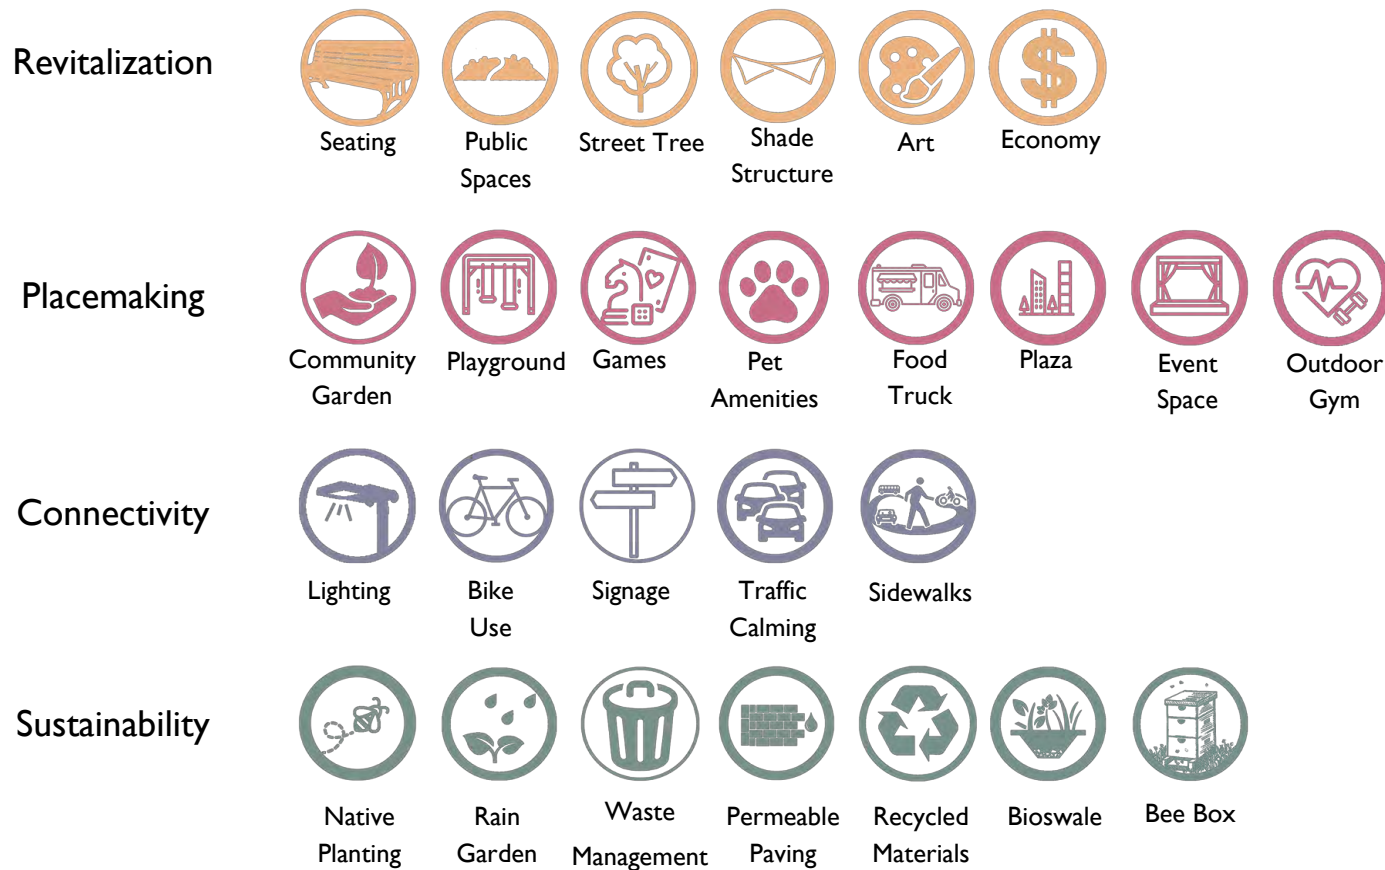 Revitalization
Seating
Public
Spaces
Street Tree
Shade
Structure
Art
Economy
Placemaking
Community
Garden
Playground
Games
Pet
Amenities
Food
Truck
Plaza
Event
Space
Outdoor
Gym
Connectivity
Lighting
Bike
Use
Signage
Traffic
Calming
Sidewalks
Sustainability
Native
Planting
Rain
Garden
Waste
Management
Permeable
Paving
Recycled
Materials
Bioswale
Bee Box